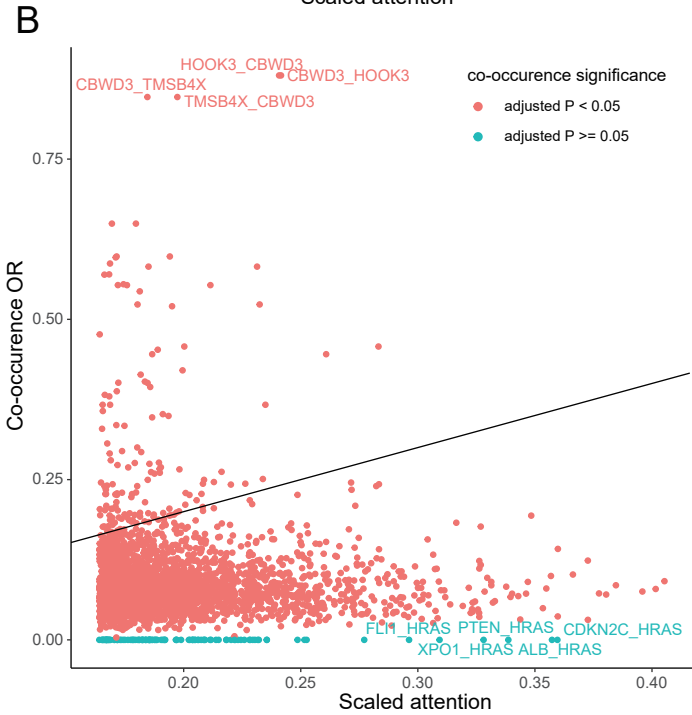 Scaled attention
B
HOOK3_CBWD3
CBWD3_HOOK3
CBWD3_TMSB4X
TMSB4X_CBWD3
co-occurence significance
adjusted P < 0.05
adjusted P >= 0.05
Co-occurence OR
0.75
0.50
0.25
0.00
FLI1_HRAS
PTEN_HRAS
CDKN2C_HRAS
XPO1_HRAS
ALB_HRAS
0.20
0.25
0.30
0.35
0.40
Scaled attention